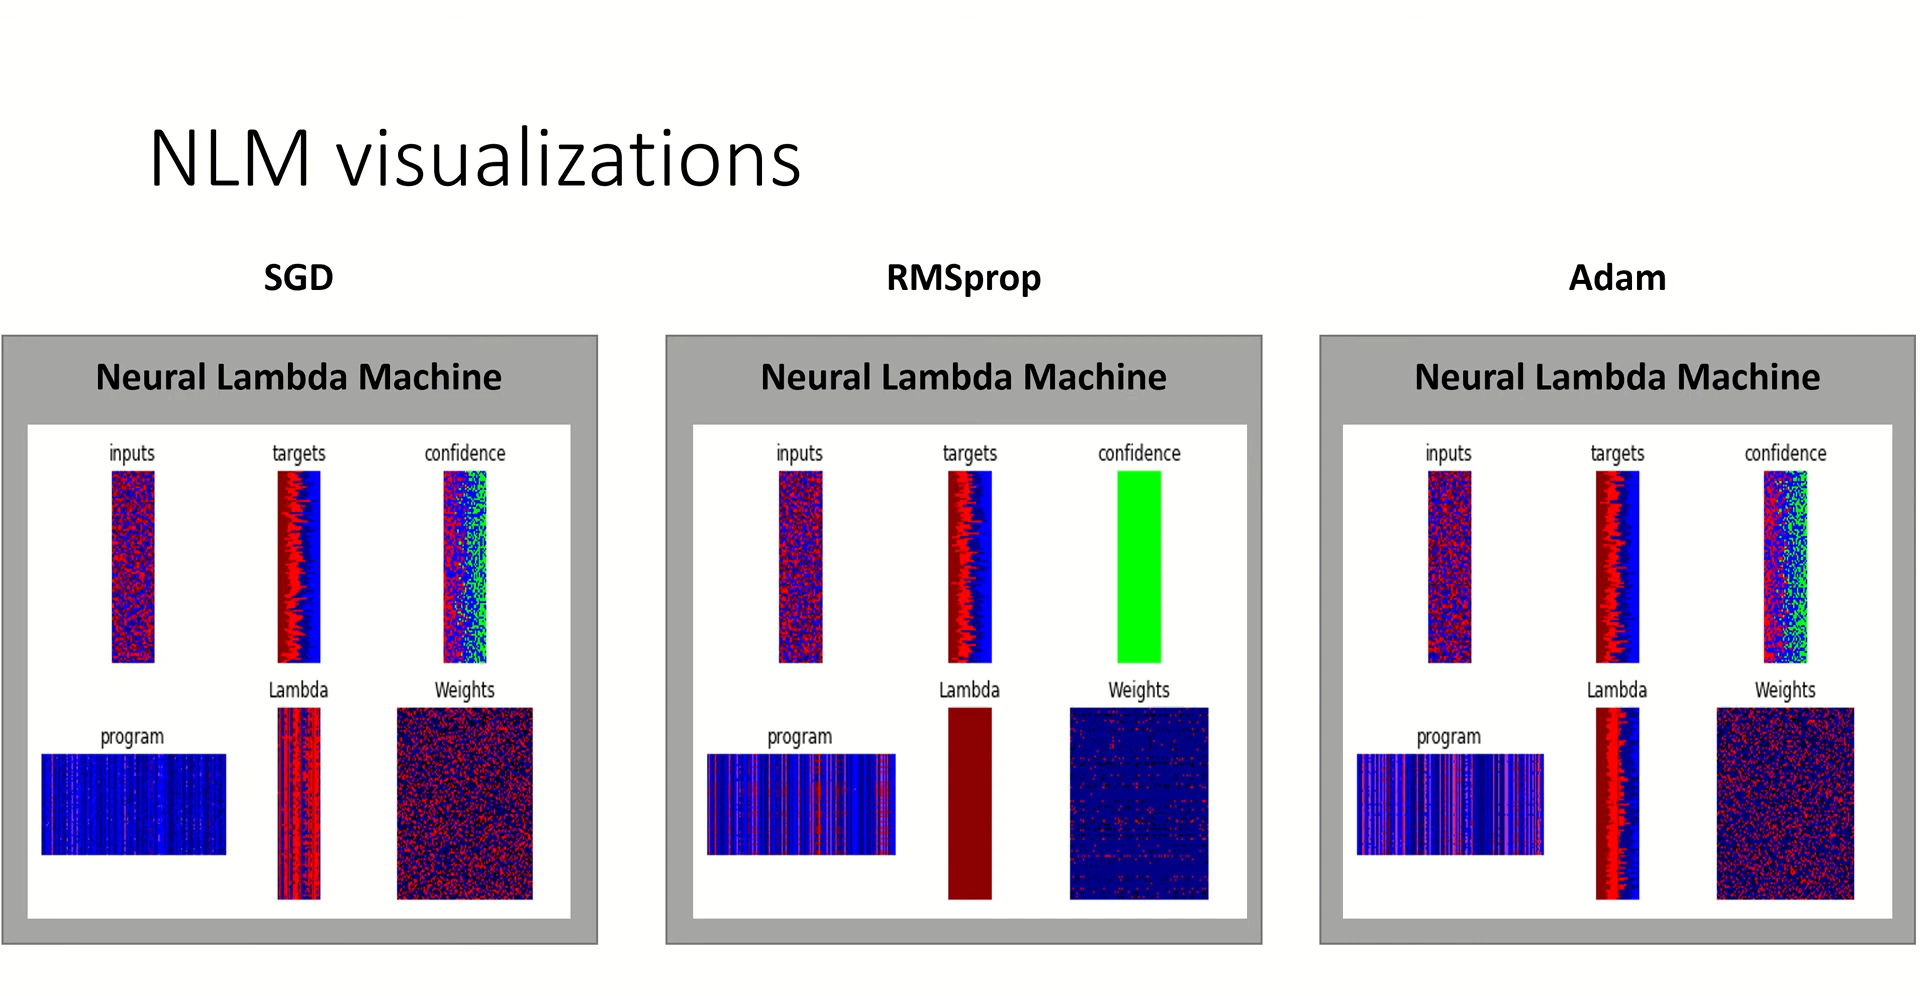 NLM visualizations
SGD
RMSprop
Adam
Neural Lambda Machine
inputs
targets
confidence
program
Lambda
Weights
Neural Lambda Machine
inputs
targets
confidence
program
Lambda
Weights
Neural Lambda Machine
inputs
targets
confidence
program
Lambda
Weights